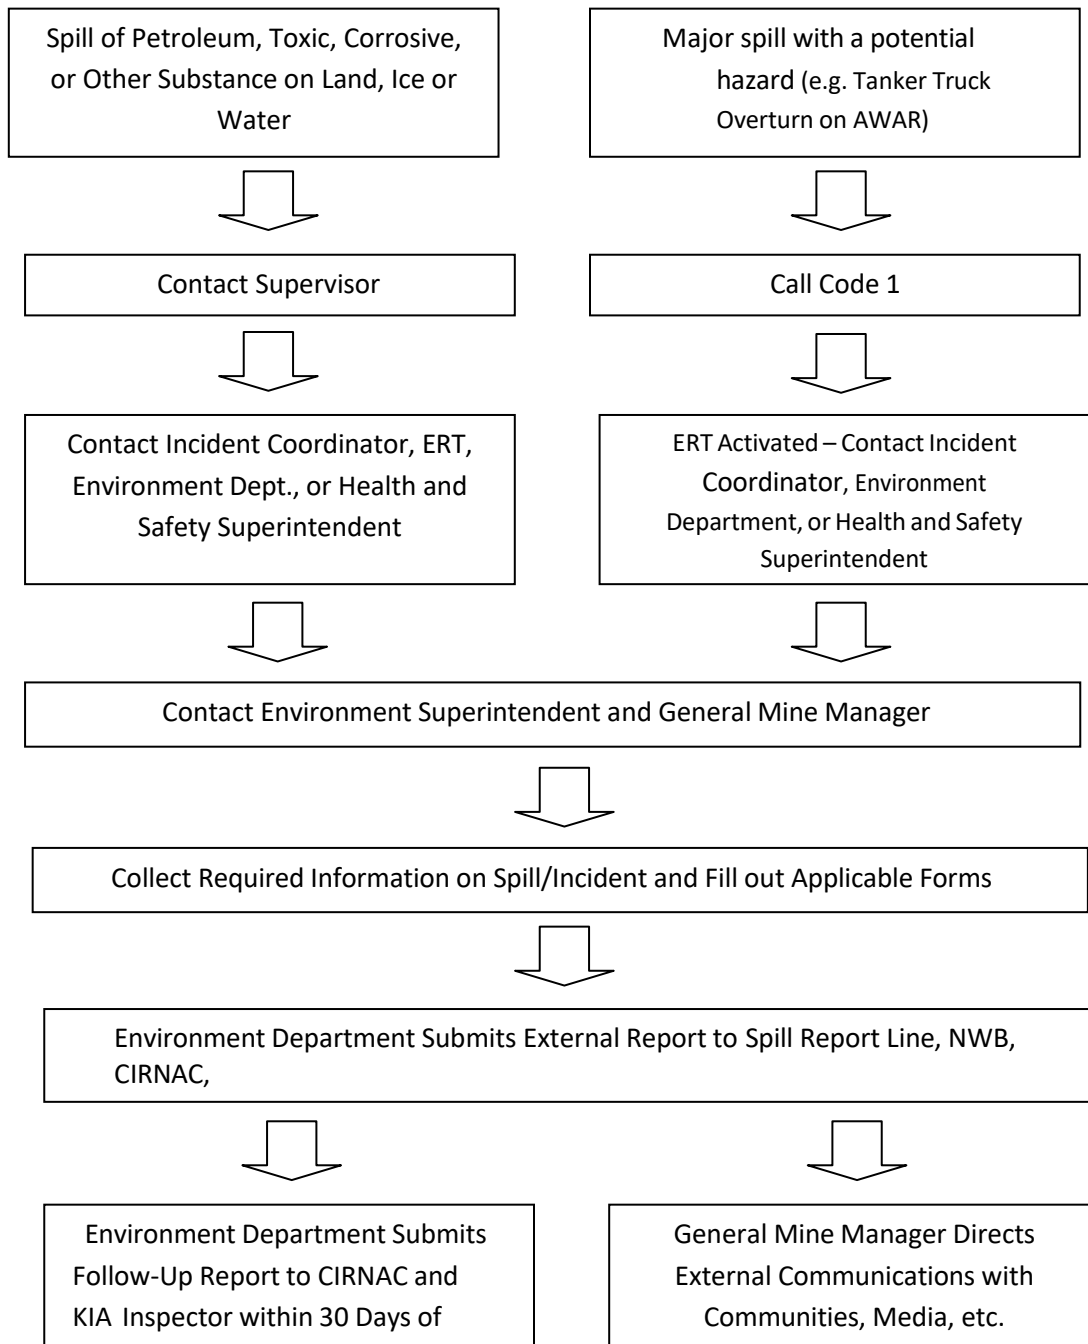 Spill of Petroleum, Toxic, Corrosive,
or Other Substance on Land, Ice or
Water
Major spill with a potential
hazard (e.g. Tanker Truck
Overturn on AWAR)
Contact Supervisor
Call Code 1
Contact Incident Coordinator, ERT,
Environment Dept., or Health and
Safety Superintendent
ERT Activated – Contact Incident
Coordinator, Environment
Department, or Health and Safety
Superintendent
Contact Environment Superintendent and General Mine Manager
Collect Required Information on Spill/Incident and Fill out Applicable Forms
Environment Department Submits External Report to Spill Report Line, NWB,
CIRNAC,
Environment Department Submits
Follow-Up Report to CIRNAC and
KIA Inspector within 30 Days of
General Mine Manager Directs
External Communications with
Communities, Media, etc.